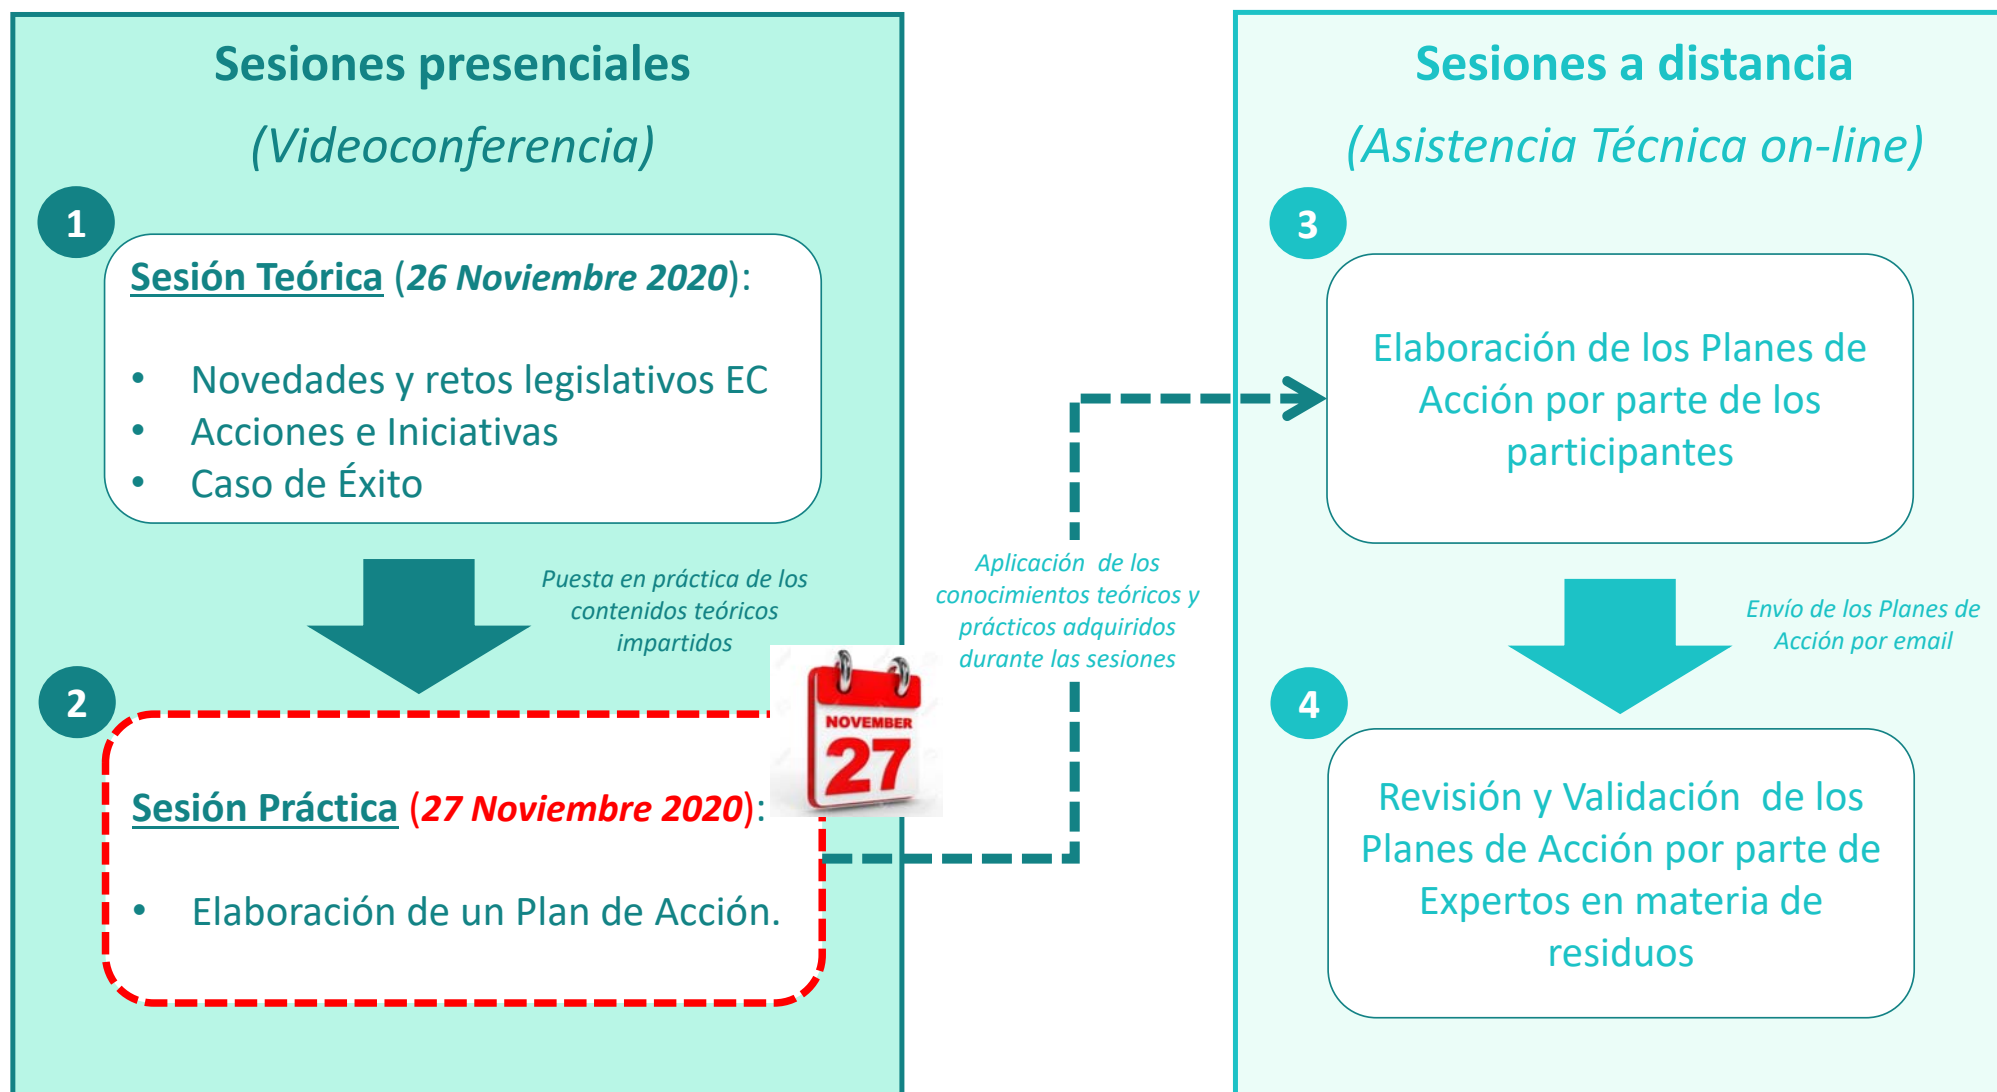 Sesiones presenciales
(Videoconferencia)
1
Sesión Teórica (26 Noviembre 2020):
• Novedades y retos legislativos EC
• Acciones e Iniciativas
• Caso de Éxito
Puesta en práctica de los
contenidos teóricos
impartidos
2
Sesión Práctica (27 Noviembre 2020):
• Elaboración de un Plan de Acción.
NOVEMBER
27
Aplicación de los
conocimientos teóricos y
prácticos adquiridos
durante las sesiones
Sesiones a distancia
(Asistencia Técnica on-line)
3
Elaboración de los Planes de
Acción por parte de los
participantes
Envío de los Planes de
Acción por email
4
Revisión y Validación de los
Planes de Acción por parte de
Expertos en materia de
residuos